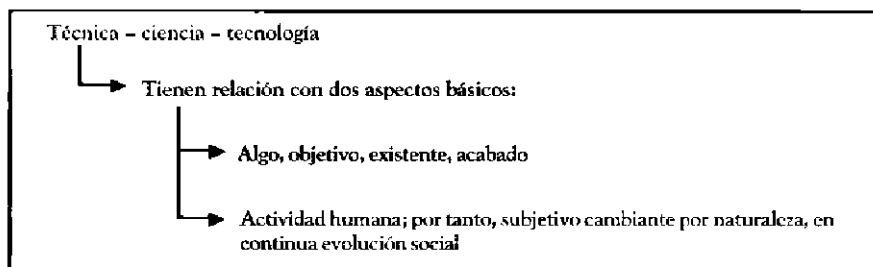 Técnica – ciencia – tecnología
Tienen relación con dos aspectos básicos:
Algo, objetivo, existente, acabado
Actividad humana; por tanto, subjetivo cambiante por naturaleza, en
continua evolución social